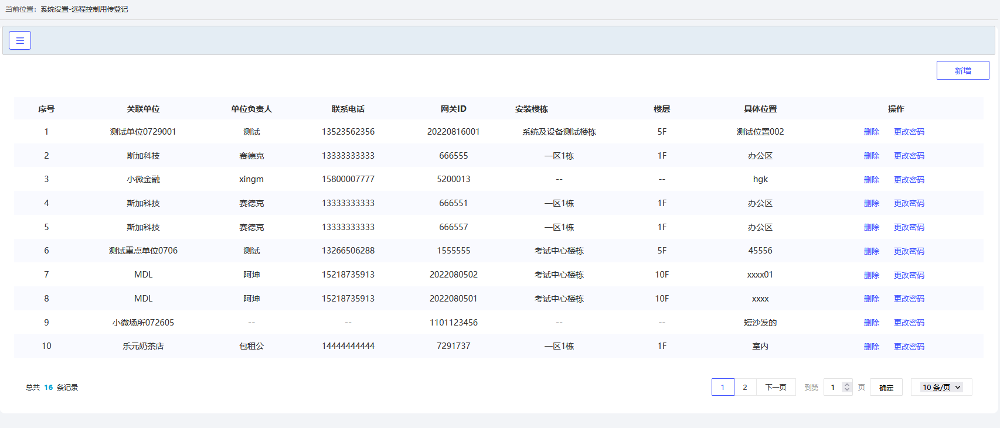 当前位置：系统设置-远程控制用传登记
新增
序号 关联单位 单位负责人 联系电话 网关ID 安装楼栋 楼层 具体位置 操作
1 测试单位0729001 测试 13523562356 20220816001 系统及设备测试楼栋 5F 测试位置002 删除 更改密码
2 斯加科技 赛德克 13333333333 666555 一区1栋 1F 办公区 删除 更改密码
3 小微金融 xingm 15800007777 5200013 -- -- hgk 删除 更改密码
4 斯加科技 赛德克 13333333333 666551 一区1栋 1F 办公区 删除 更改密码
5 斯加科技 赛德克 13333333333 666557 一区1栋 1F 办公区 删除 更改密码
6 测试重点单位0706 测试 13266506288 1555555 考试中心楼栋 5F 45556 删除 更改密码
7 MDL 阿坤 15218735913 2022080502 考试中心楼栋 10F xxxx01 删除 更改密码
8 MDL 阿坤 15218735913 2022080501 考试中心楼栋 10F xxxx 删除 更改密码
9 小微场所072605 -- -- 1101123456 -- -- 短沙发的 删除 更改密码
10 乐元奶茶店 包租公 14444444444 7291737 一区1栋 1F 室内 删除 更改密码
总共 16 条记录 1 2 下一页 到第 1 页 确定 10 条/页